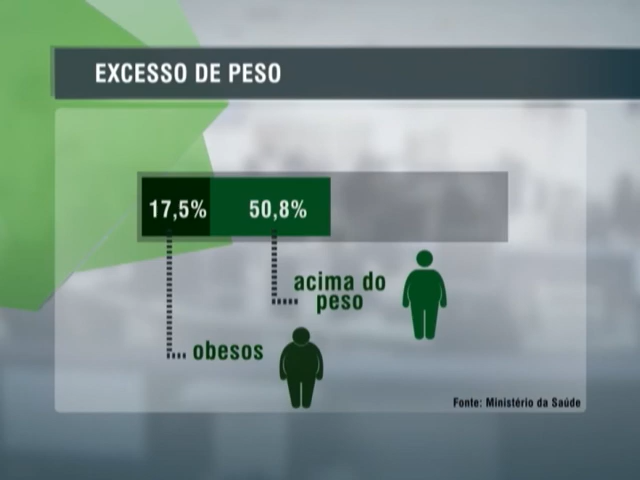 EXCESSO DE PESO
17,5% 50,8%
acima do
peso
obesos
Fonte: Ministério da Saúde